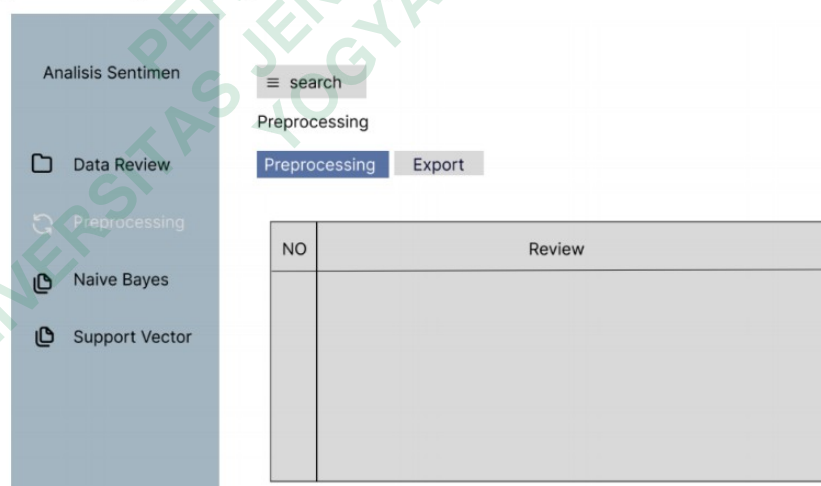 Analisis Sentimen
Data Review
Preprocessing
Naive Bayes
Support Vector
≡ search
Preprocessing
Preprocessing Export
NO Review